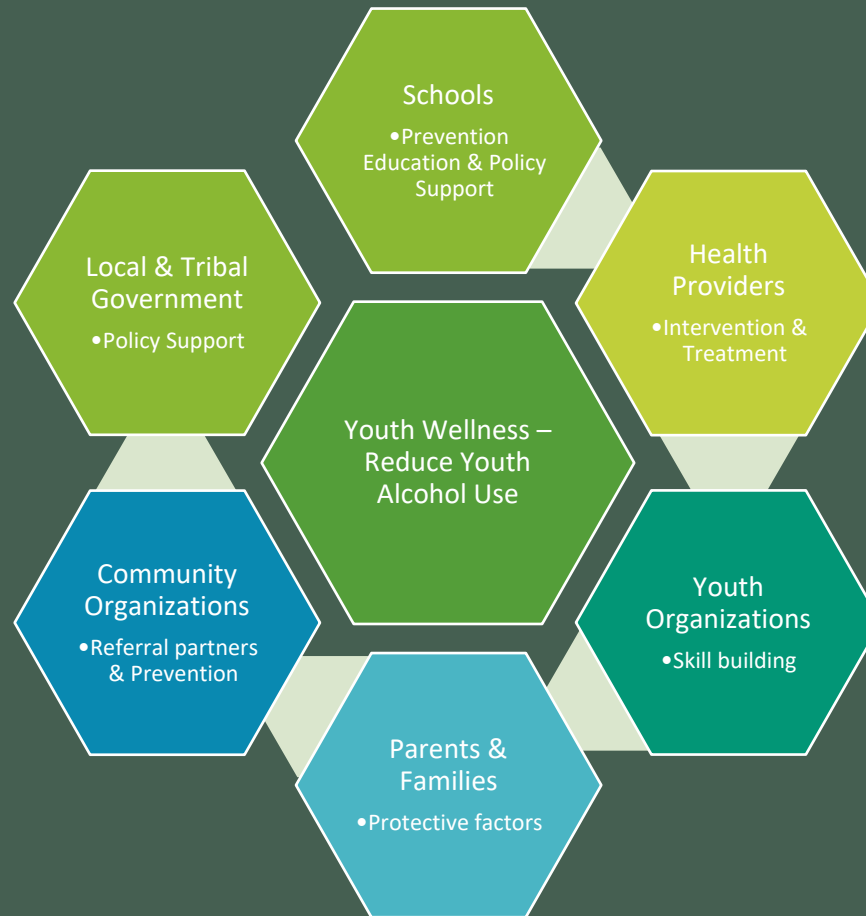 Schools
•Prevention
Education & Policy
Support
Health
Providers
•Intervention &
Treatment
Local & Tribal
Government
•Policy Support
Youth Wellness –
Reduce Youth
Alcohol Use
Community
Organizations
•Referral partners
& Prevention
Youth
Organizations
•Skill building
Parents &
Families
•Protective factors